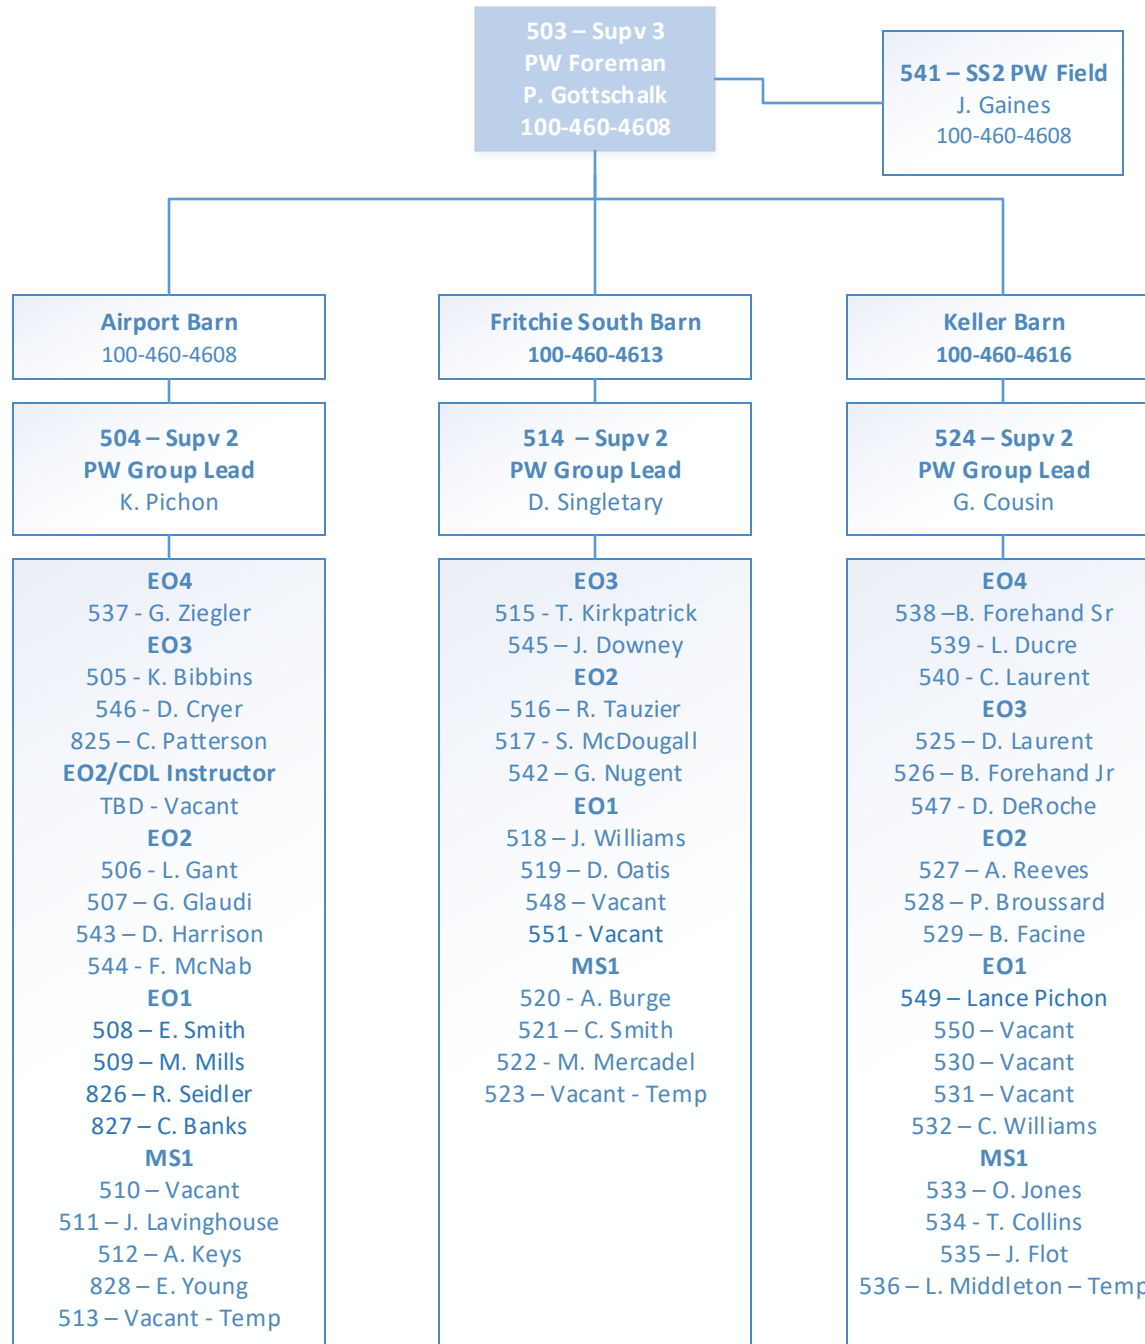 503 – Supv 3
PW Foreman
P. Gottschalk
100-460-4608
541 – SS2 PW Field
J. Gaines
100-460-4608
Airport Barn
100-460-4608
504 – Supv 2
PW Group Lead
K. Pichon
EO4
537 - G. Ziegler
EO3
505 - K. Bibbins
546 - D. Cryer
825 – C. Patterson
EO2/CDL Instructor
TBD - Vacant
EO2
506 - L. Gant
507 – G. Glaudi
543 – D. Harrison
544 - F. McNab
EO1
508 – E. Smith
509 – M. Mills
826 – R. Seidler
827 – C. Banks
MS1
510 – Vacant
511 – J. Lavinghouse
512 – A. Keys
828 – E. Young
513 – Vacant - Temp
Fritchie South Barn
100-460-4613
514 – Supv 2
PW Group Lead
D. Singletary
EO3
515 - T. Kirkpatrick
545 – J. Downey
EO2
516 – R. Tauzier
517 - S. McDougall
542 – G. Nugent
EO1
518 – J. Williams
519 – D. Oatis
548 – Vacant
551 - Vacant
MS1
520 - A. Burge
521 – C. Smith
522 - M. Mercadel
523 – Vacant - Temp
Keller Barn
100-460-4616
524 – Supv 2
PW Group Lead
G. Cousin
EO4
538 –B. Forehand Sr
539 - L. Ducre
540 - C. Laurent
EO3
525 – D. Laurent
526 – B. Forehand Jr
547 - D. DeRoche
EO2
527 – A. Reeves
528 – P. Broussard
529 – B. Facine
EO1
549 – Lance Pichon
550 – Vacant
530 – Vacant
531 – Vacant
532 – C. Williams
MS1
533 – O. Jones
534 - T. Collins
535 – J. Flot
536 – L. Middleton – Temp